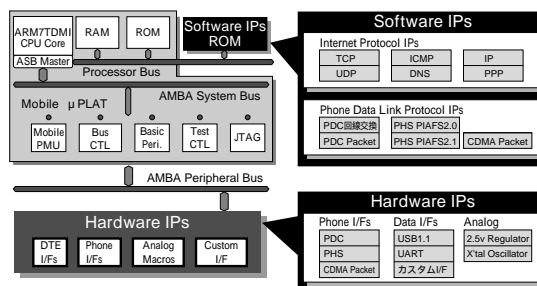 ARM7TDMI
CPU Core
ASB Master
RAM
ROM
Software IPs
ROM
Processor Bus
AMBA System Bus
Mobile μPLAT
Mobile
PMU
Bus
CTL
Basic
Peri.
Test
CTL
JTAG
AMBA Peripheral Bus
Hardware IPs
DTE
I/Fs
Phone
I/Fs
Analog
Macros
Custom
I/F
Software IPs
Internet Protocol IPs
TCP
ICMP
IP
UDP
DNS
PPP
Phone Data Link Protocol IPs
PDC回線交換
PHS PIAFS2.0
PDC Packet
PHS PIAFS2.1
CDMA Packet
Hardware IPs
Phone I/Fs
Data I/Fs
Analog
PDC
USB1.1
2.5v Regulator
PHS
UART
X'tal Oscillator
CDMA Packet
カスタムI/F